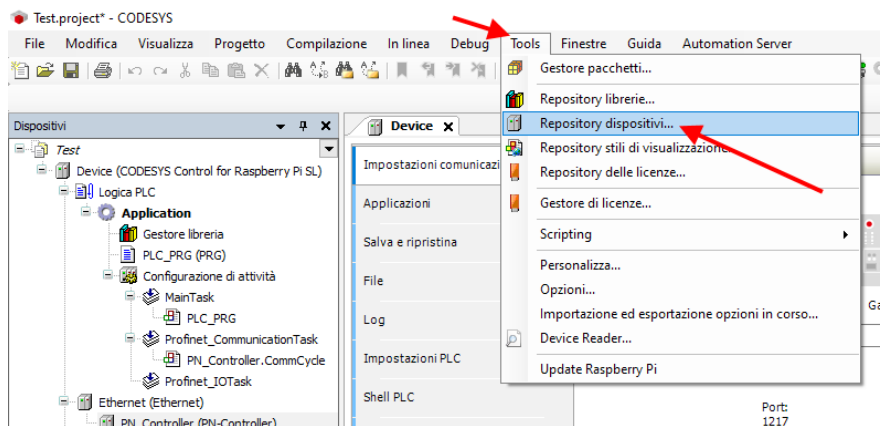 Test.project* - CODESYS
File Modifica Visualizza Progetto Compilazione In linea Debug Tools Finestre Guida Automation Server
Dispositivi
Test
Device (CODESYS Control for Raspberry Pi SL)
Logica PLC
Application
Gestore libreria
PLC_PRG (PRG)
Configurazione di attività
MainTask
PLC_PRG
Profinet_CommunicationTask
PN_Controller.CommCycle
Profinet_IOTask
Ethernet (Ethernet)
PN_Controller (PN-Controller)
Device
Impostazioni comunicazi
Applicazioni
Salva e ripristina
File
Log
Impostazioni PLC
Shell PLC
Gestore pacchetti...
Repository librerie...
Repository dispositivi...
Repository stili di visualizzazione...
Repository delle licenze...
Gestore di licenze...
Scripting
Personalizza...
Opzioni...
Importazione ed esportazione opzioni in corso...
Device Reader...
Update Raspberry Pi
Ga
Port:
1217